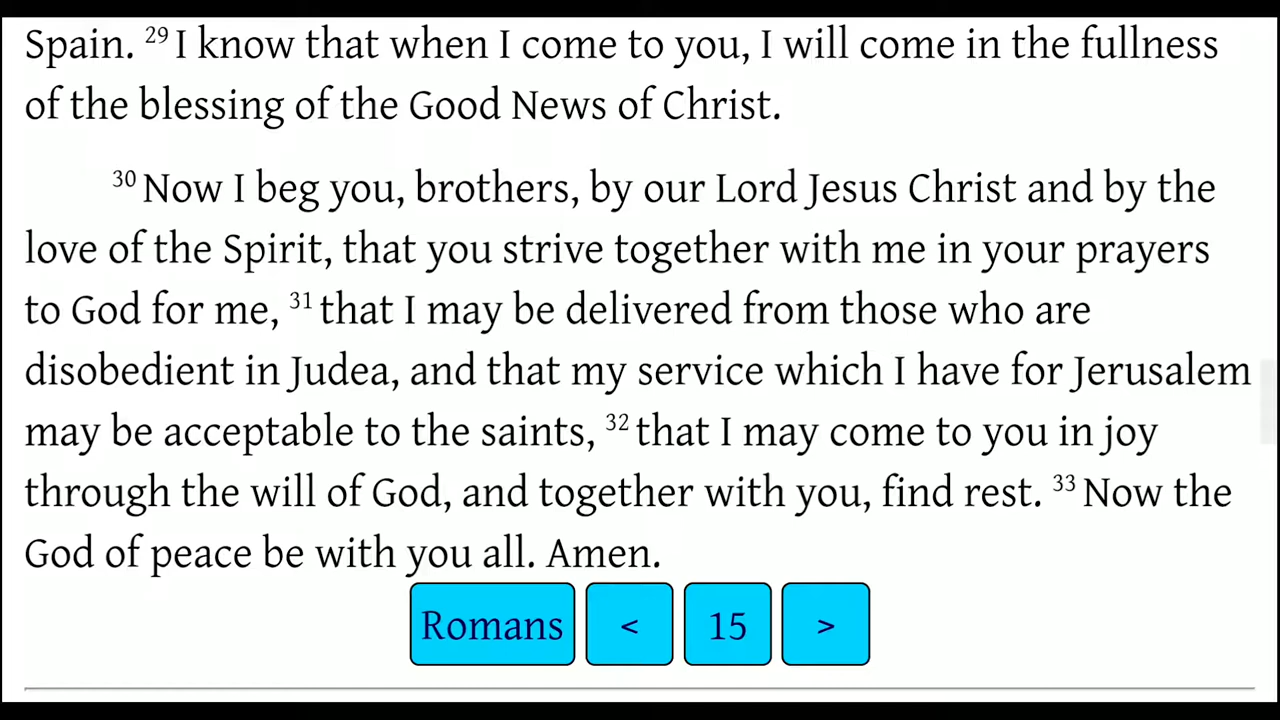 Spain. 29 I know that when I come to you, I will come in the fullness
of the blessing of the Good News of Christ.
30 Now I beg you, brothers, by our Lord Jesus Christ and by the
love of the Spirit, that you strive together with me in your prayers
to God for me, 31 that I may be delivered from those who are
disobedient in Judea, and that my service which I have for Jerusalem
may be acceptable to the saints, 32 that I may come to you in joy
through the will of God, and together with you, find rest. 33 Now the
God of peace be with you all. Amen.
Romans < 15 >